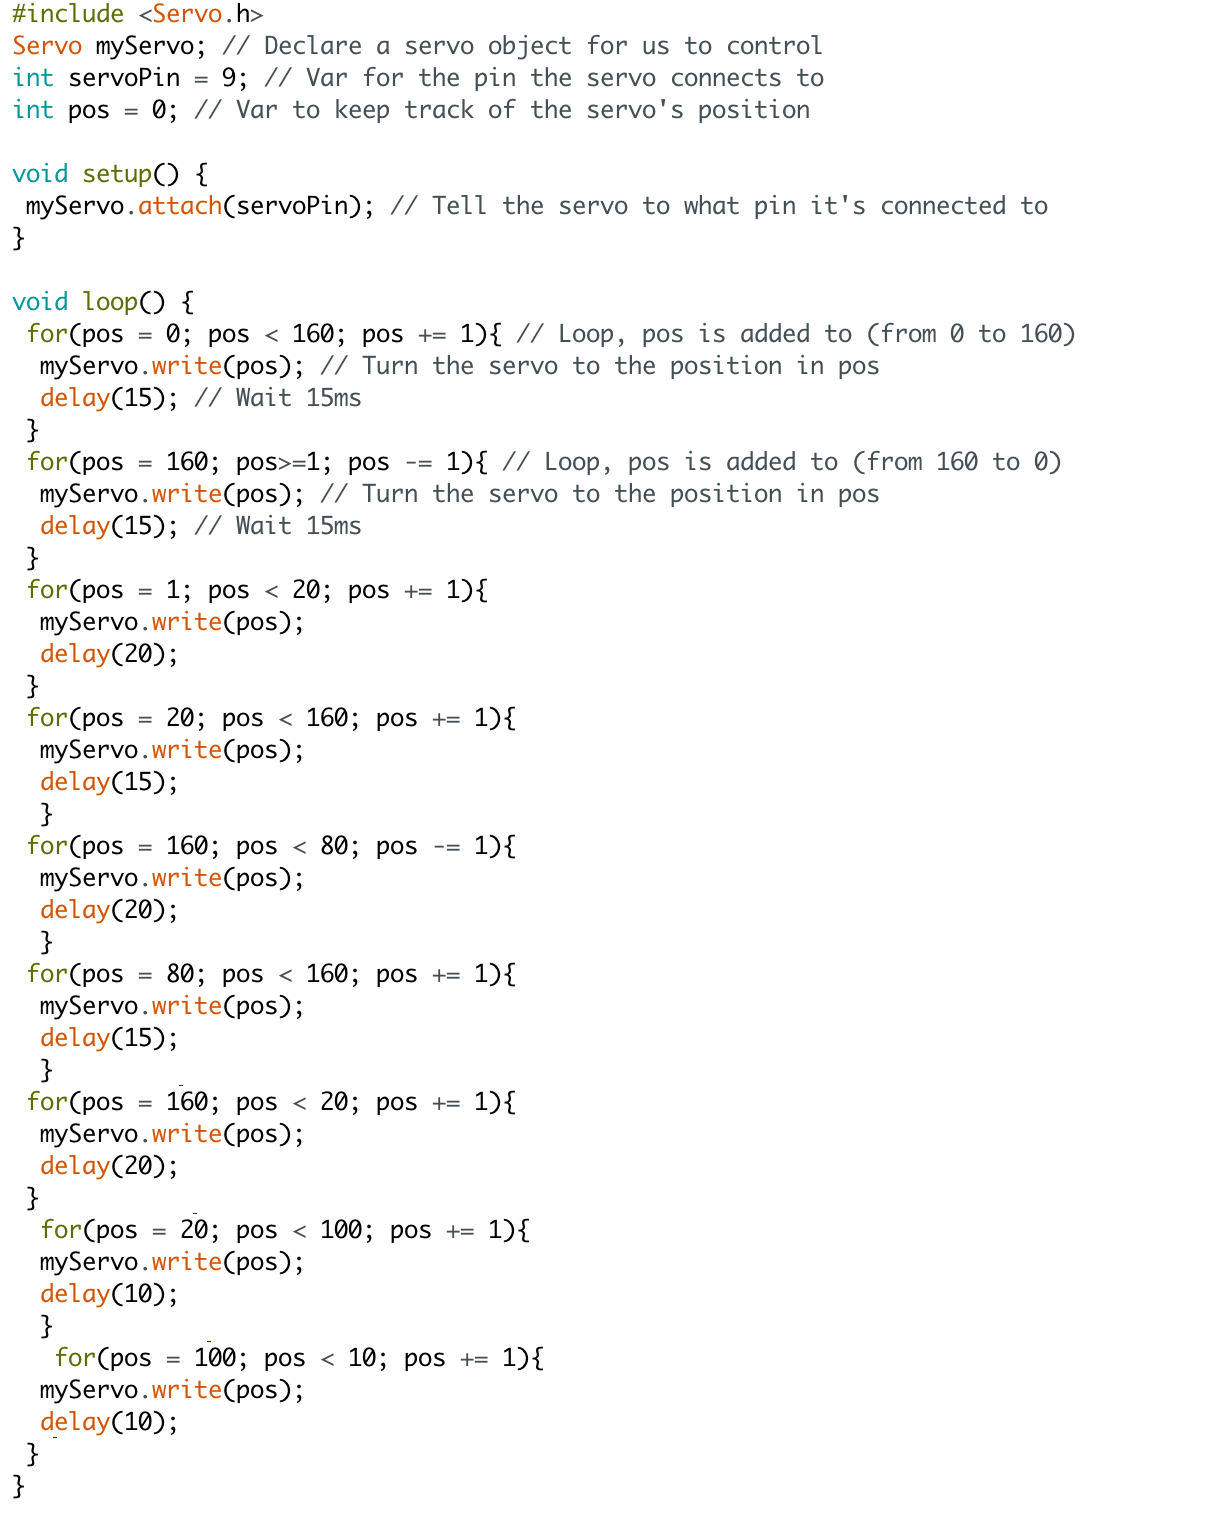 #include <Servo.h>
Servo myServo; // Declare a servo object for us to control
int servoPin = 9; // Var for the pin the servo connects to
int pos = 0; // Var to keep track of the servo's position

void setup() {
 myServo.attach(servoPin); // Tell the servo to what pin it's connected to
}

void loop() {
 for(pos = 0; pos < 160; pos += 1){ // Loop, pos is added to (from 0 to 160)
  myServo.write(pos); // Turn the servo to the position in pos
  delay(15); // Wait 15ms
 }
 for(pos = 160; pos>=1; pos -= 1){ // Loop, pos is added to (from 160 to 0)
  myServo.write(pos); // Turn the servo to the position in pos
  delay(15); // Wait 15ms
 }
 for(pos = 1; pos < 20; pos += 1){
  myServo.write(pos);
  delay(20);
 }
 for(pos = 20; pos < 160; pos += 1){
  myServo.write(pos);
  delay(15);
  }
 for(pos = 160; pos < 80; pos -= 1){
  myServo.write(pos);
  delay(20);
  }
 for(pos = 80; pos < 160; pos += 1){
  myServo.write(pos);
  delay(15);
  }
 for(pos = 160; pos < 20; pos += 1){
  myServo.write(pos);
  delay(20);
 }
  for(pos = 20; pos < 100; pos += 1){
  myServo.write(pos);
  delay(10);
  }
   for(pos = 100; pos < 10; pos += 1){
  myServo.write(pos);
  delay(10);
 }
}